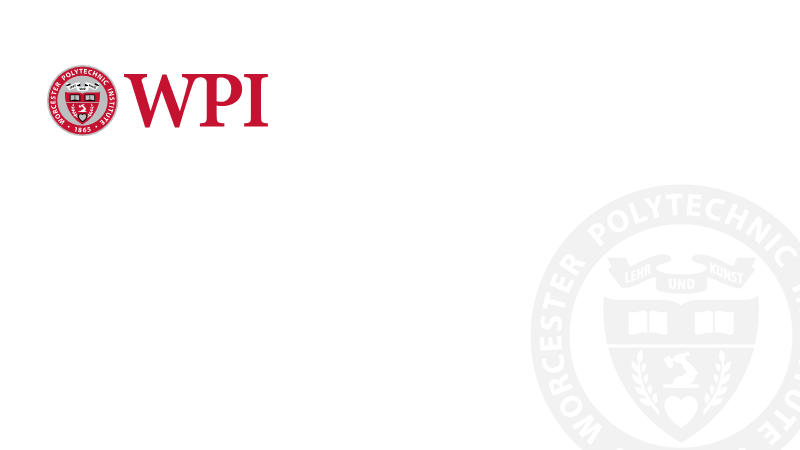 WORCESTER POLYTECHNIC INSTITUTE
1865
WPI
WORCESTER POLYTECHNIC INSTITUTE
LEHR UND KUNST